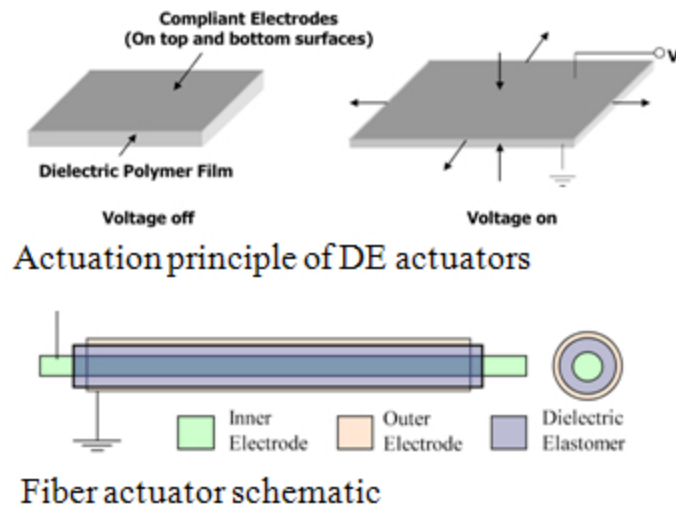 Compliant Electrodes
(On top and bottom surfaces)
V
Dielectric Polymer Film
Voltage off
Voltage on
Actuation principle of DE actuators
Inner
Electrode
Outer
Electrode
Dielectric
Elastomer
Fiber actuator schematic